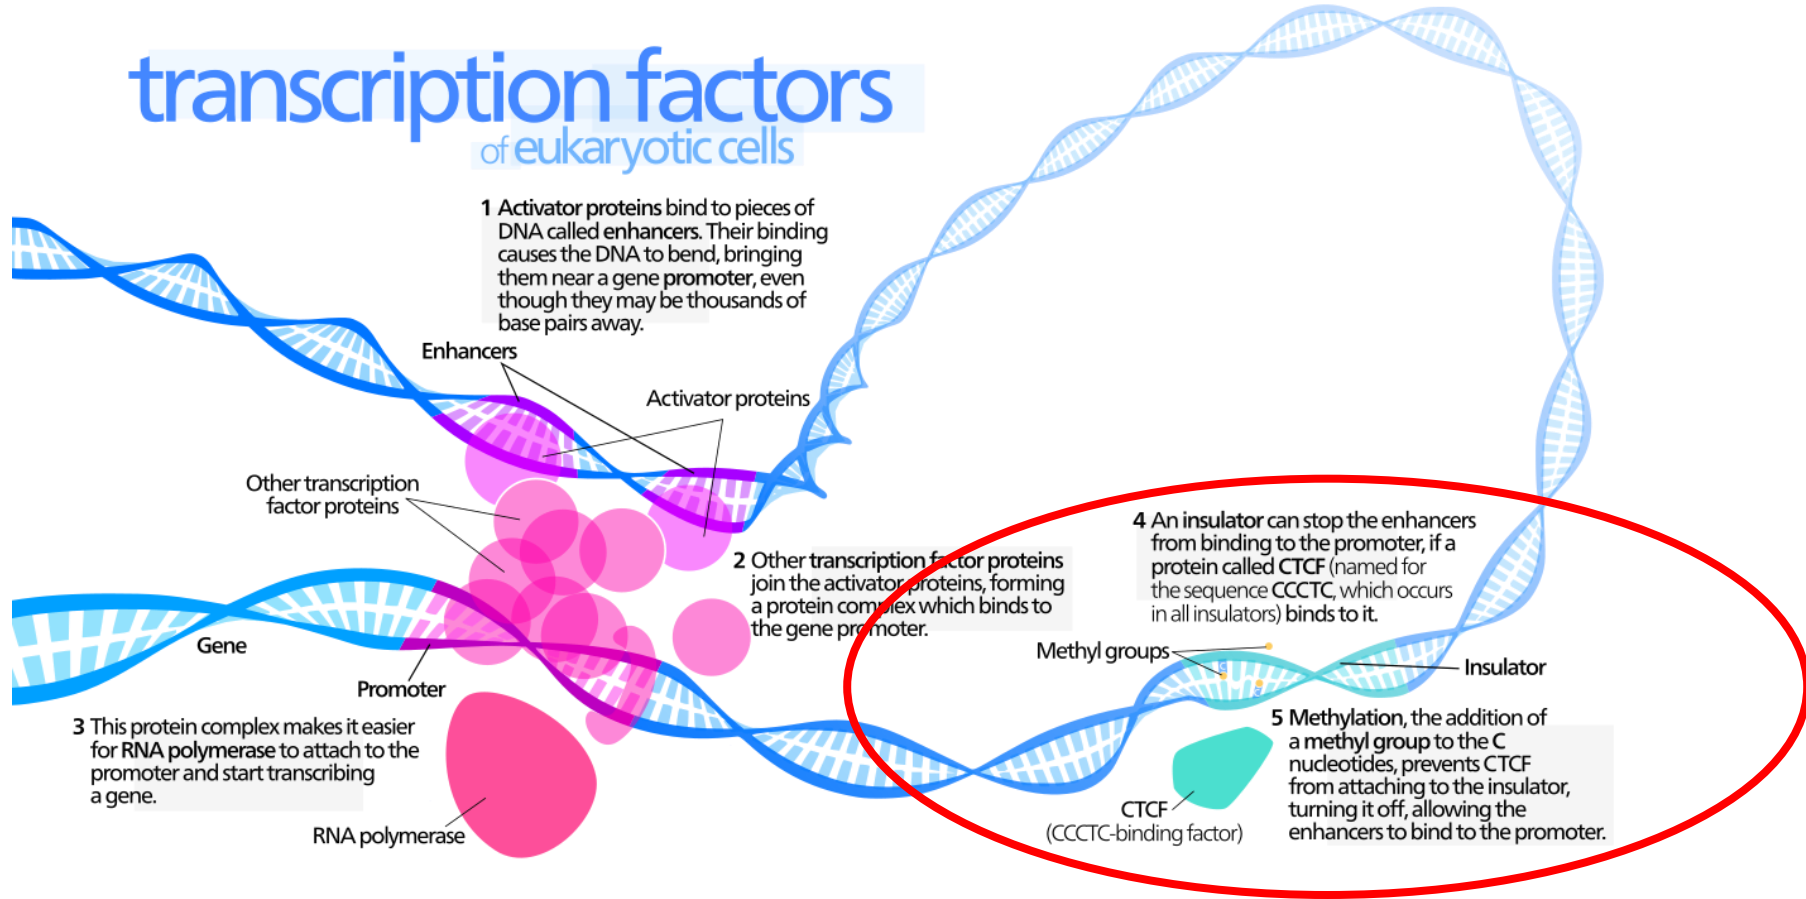 transcription factors
of eukaryotic cells
1 Activator proteins bind to pieces of
DNA called enhancers. Their binding
causes the DNA to bend, bringing
them near a gene promoter, even
though they may be thousands of
base pairs away.
Enhancers
Activator proteins
Other transcription
factor proteins
2 Other transcription factor proteins
join the activator proteins, forming
a protein complex which binds to
the gene promoter.
4 An insulator can stop the enhancers
from binding to the promoter, if a
protein called CTCF (named for
the sequence CCCTC, which occurs
in all insulators) binds to it.
Gene
Methyl groups
Insulator
Promoter
3 This protein complex makes it easier
for RNA polymerase to attach to the
promoter and start transcribing
a gene.
RNA polymerase
5 Methylation, the addition of
a methyl group to the C
nucleotides, prevents CTCF
from attaching to the insulator,
turning it off, allowing the
enhancers to bind to the promoter.
CTCF
(CCCTC-binding factor)